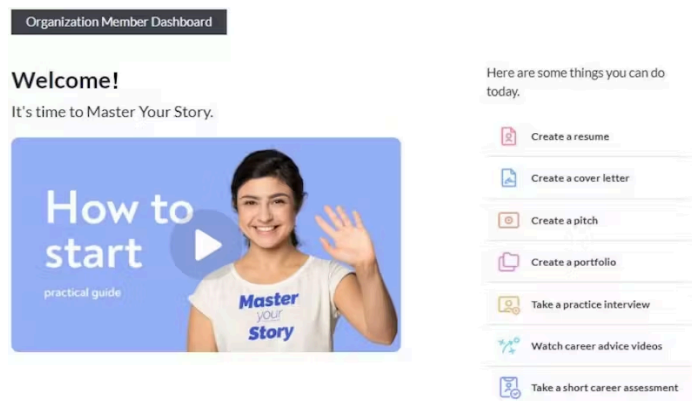 Organization Member Dashboard
Welcome!
It's time to Master Your Story.
How to
start
practical guide
Master
your
Story
Here are some things you can do
today.
Create a resume
Create a cover letter
Create a pitch
Create a portfolio
Take a practice interview
Watch career advice videos
Take a short career assessment